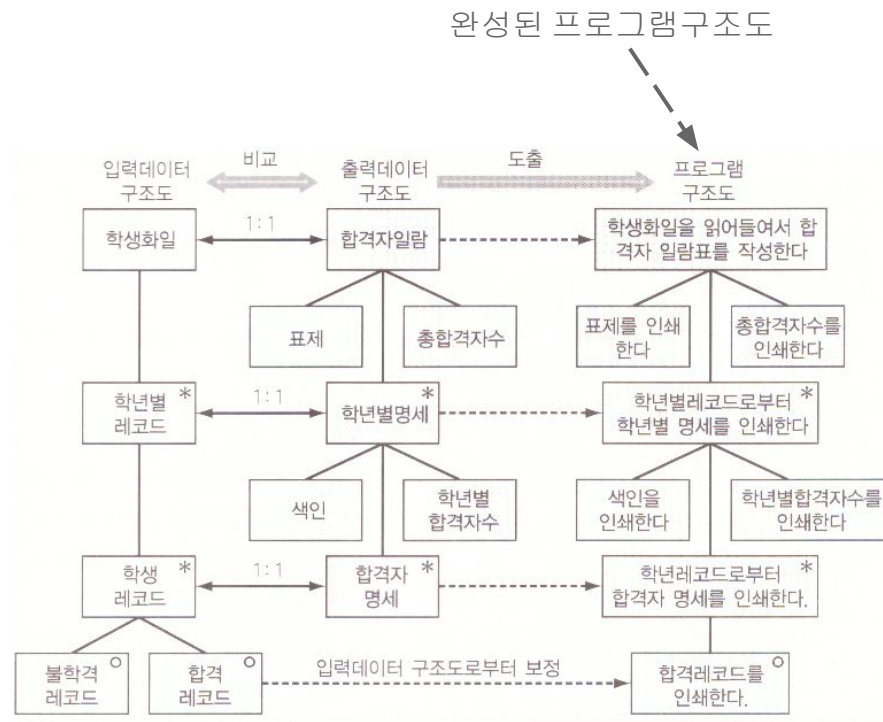 완성된 프로그램구조도
입력데이터
구조도
비교
출력데이터
구조도
도출
프로그램
구조도
학생화일
1:1
합격자일람
학생화일을 읽어들여서 합
격자 일람표를 작성한다
표제
총합격자수
표제를 인쇄
한다
총합격자수를
인쇄한다
학년별 *
레코드
1:1
학년별명세 *
학년별레코드로부터 *
학년별 명세를 인쇄한다
색인
학년별
합격자수
색인을
인쇄한다
학년별합격자수를
인쇄한다
학생 *
레코드
1:1
합격자 *
명세
학년레코드로부터 *
합격자 명세를 인쇄한다.
불학격 o
레코드
합격 o
레코드
입력데이터 구조도로부터 보정
합격레코드를 o
인쇄한다.